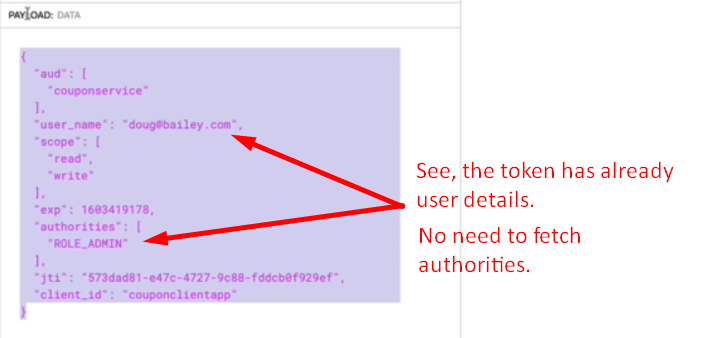 PAYLOAD: DATA
{
"aud": [
"couponservice"
],
"user_name": "doug@bailey.com",
"scope": [
"read",
"write"
],
"exp": 1603419178,
"authorities": [
"ROLE_ADMIN"
],
"jti": "573dad81-e47c-4727-9c88-fddcb0f929ef",
"client_id": "couponclientapp"
}
See, the token has already
user details.
No need to fetch
authorities.